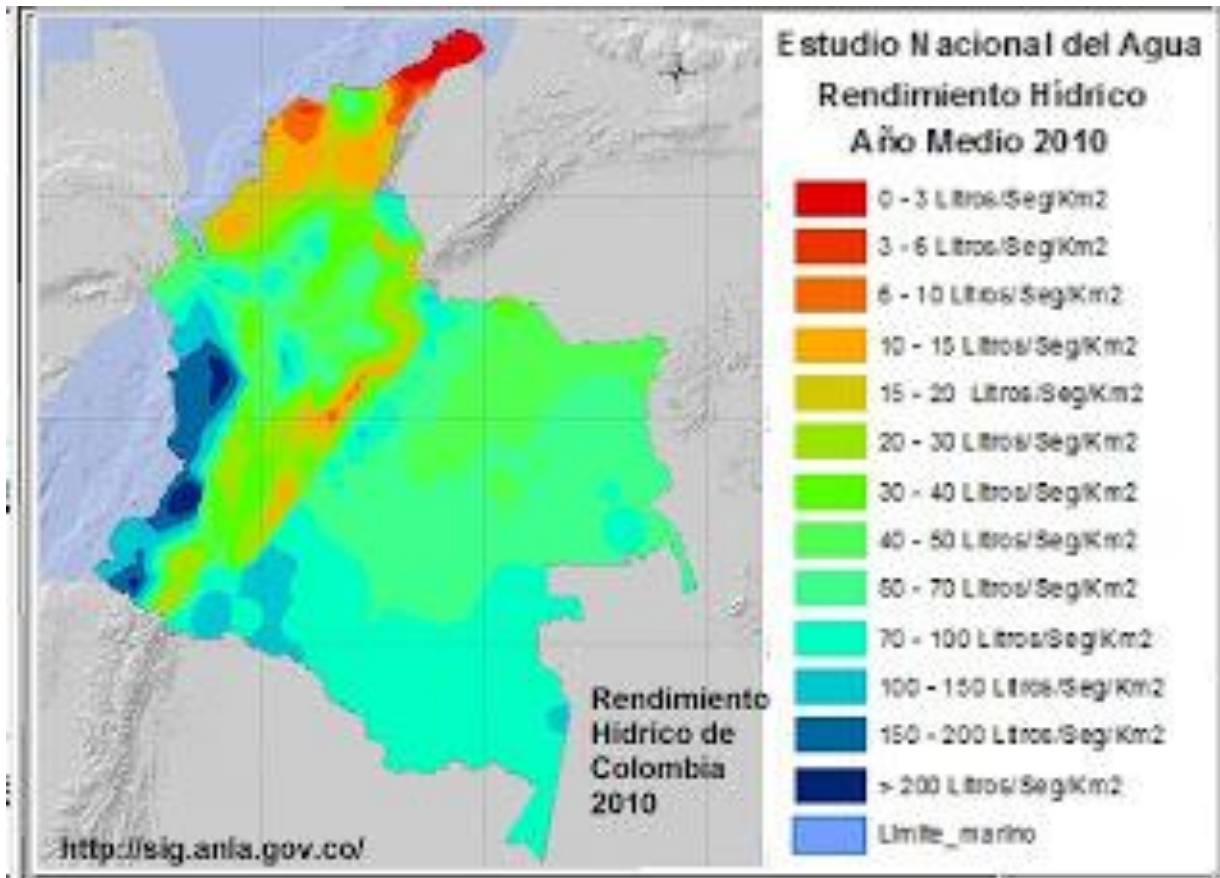 Estudio Nacional del Agua
Rendimiento Hídrico
Año Medio 2010
0 - 3 Litros/Seg/Km2
3 - 6 Litros/Seg/Km2
6 - 10 Litros/Seg/Km2
10 - 15 Litros/Seg/Km2
15 - 20 Litros/Seg/Km2
20 - 30 Litros/Seg/Km2
30 - 40 Litros/Seg/Km2
40 - 50 Litros/Seg/Km2
50 - 70 Litros/Seg/Km2
70 - 100 Litros/Seg/Km2
100 - 150 Litros/Seg/Km2
150 - 200 Litros/Seg/Km2
> 200 Litros/Seg/Km2
Limite_marino
Rendimiento
Hídrico de
Colombia
2010
http://sig.anla.gov.co/